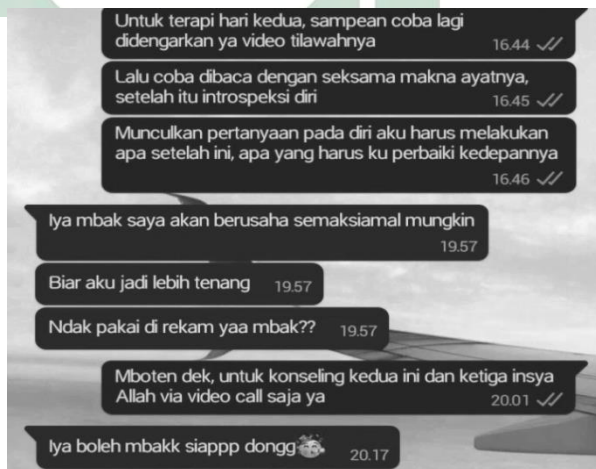 Untuk terapi hari kedua, sampean coba lagi
didengarkan ya video tilawahnya
16.44
Lalu coba dibaca dengan seksama makna ayatnya,
setelah itu introspeksi diri
16.45
Munculkan pertanyaan pada diri aku harus melakukan
apa setelah ini, apa yang harus ku perbaiki kedepannya
16.46
Iya mbak saya akan berusaha semaksiamal mungkin
19.57
Biar aku jadi lebih tenang 19.57
Ndak pakai di rekam yaa mbak?? 19.57
Mboten dek, untuk konseling kedua ini dan ketiga insya
Allah via video call saja ya
20.01
Iya boleh mbakk siappp dongg 20.17